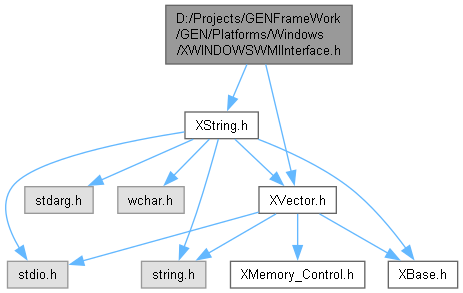 D:/Projects/GENFrameWork
/GEN/Platforms/Windows
/XWINDOWSWMIInterface.h
XString.h
stdarg.h
wchar.h
XVector.h
stdio.h
string.h
XMemory_Control.h
XBase.h